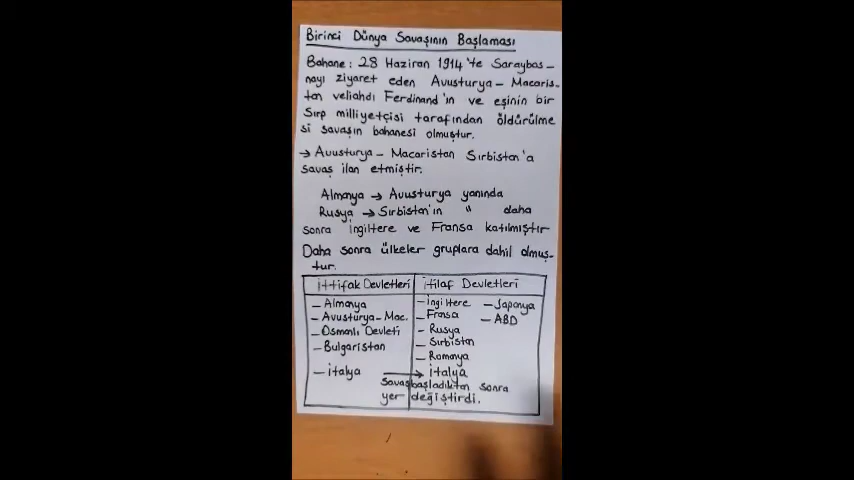 Birinci Dünya Savaşının Başlaması
Bahane: 28 Haziran 1914'te Saraybos-
nayı ziyaret eden Avusturya-Macaris-
tan veliahdı Ferdinand'ın ve eşinin bir
Sırp milliyetçisi tarafından öldürülme
si savaşın bahanesi olmuştur.
→ Avusturya-Macaristan Sırbistan'a
savaş ilan etmiştir.
Almanya → Avusturya yanında
Rusya → Sırbistan'ın " daha
sonra İngiltere ve Fransa katılmıştır
Daha sonra ülkeler gruplara dahil olmuş-
tur.
İttifak Devletleri
- Almanya
- Avusturya-Mac.
- Osmanlı Devleti
- Bulgaristan
- İtalya →
İtilaf Devletleri
- İngiltere - Japonya
- Fransa - ABD
- Rusya
- Sırbistan
- Romanya
İtalya
savaş başladıktan sonra
yer değiştirdi.